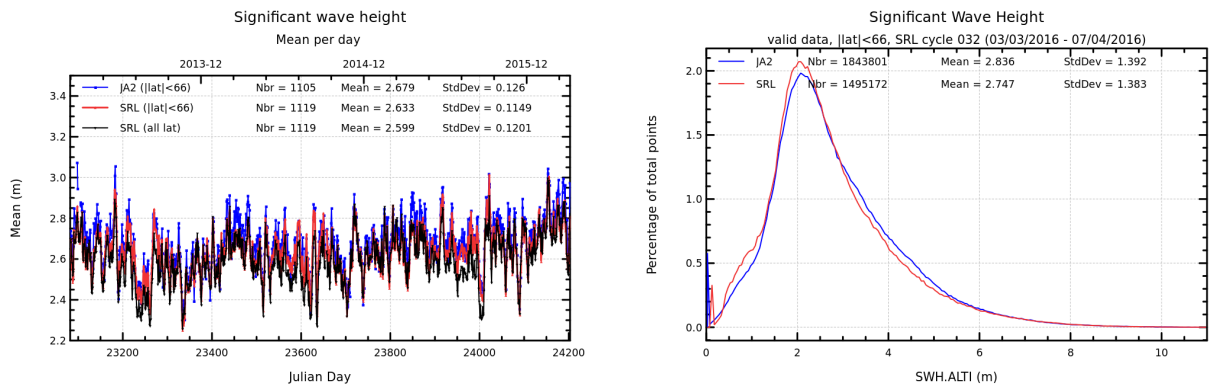 Significant wave height
Mean per day
2013-12 2014-12 2015-12
JA2 (|lat|<66) Nbr = 1105 Mean = 2.679 StdDev = 0.126
SRL (|lat|<66) Nbr = 1119 Mean = 2.633 StdDev = 0.1149
SRL (all lat) Nbr = 1119 Mean = 2.599 StdDev = 0.1201
Mean (m)
3.4
3.2
3.0
2.8
2.6
2.4
2.2
23200 23400 23600 23800 24000 24200
Julian Day
Significant Wave Height
valid data, |lat|<66, SRL cycle 032 (03/03/2016 - 07/04/2016)
JA2 Nbr = 1843801 Mean = 2.836 StdDev = 1.392
SRL Nbr = 1495172 Mean = 2.747 StdDev = 1.383
Percentage of total points
2.0
1.5
1.0
0.5
0.0
0 2 4 6 8 10
SWH.ALTI (m)